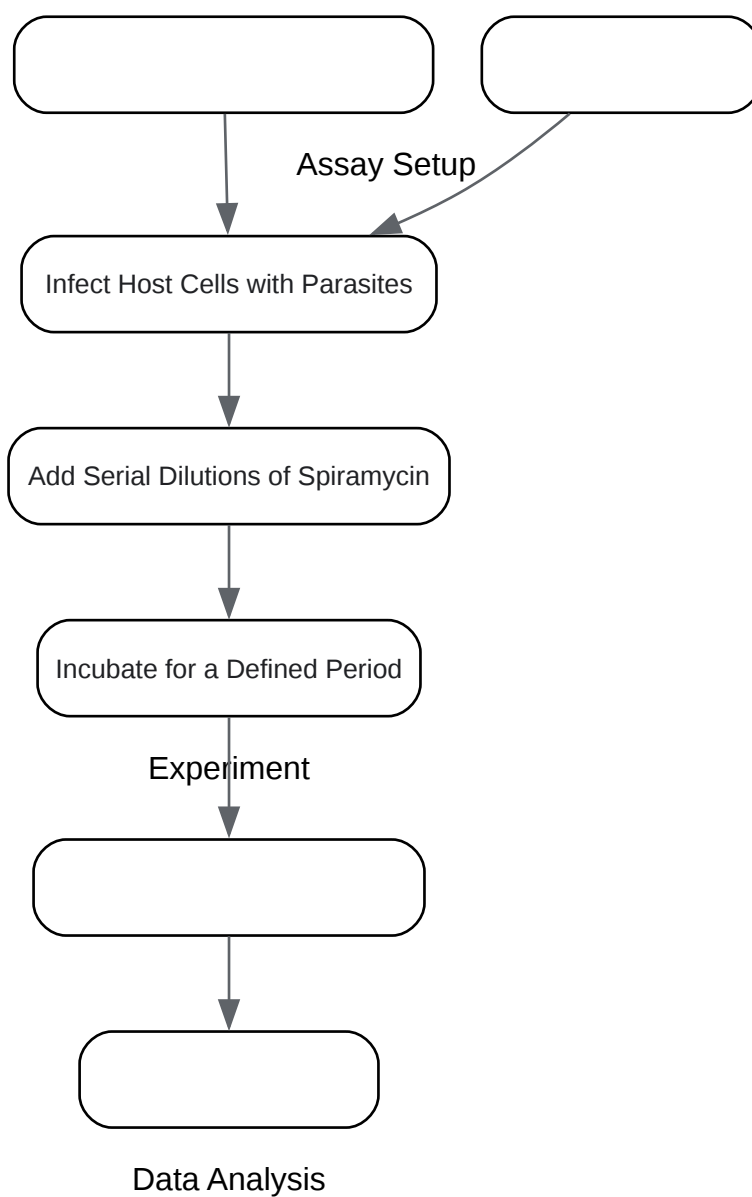 Assay Setup
Infect Host Cells with Parasites
Add Serial Dilutions of Spiramycin
Incubate for a Defined Period
Experiment
Data Analysis